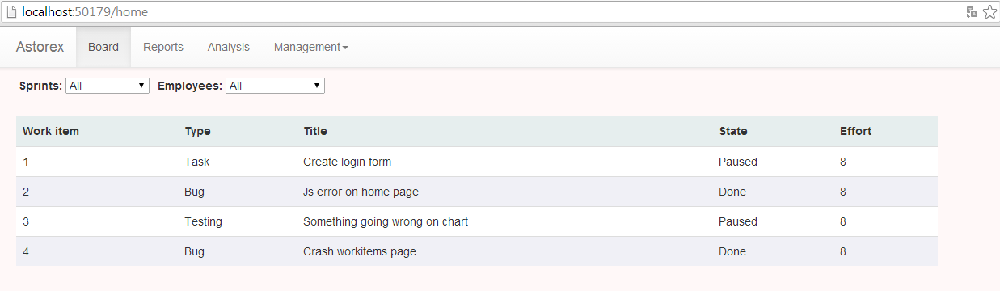 localhost:50179/home
Astorex Board Reports Analysis Management
Sprints: All Employees: All
Work item Type Title State Effort
1 Task Create login form Paused 8
2 Bug Js error on home page Done 8
3 Testing Something going wrong on chart Paused 8
4 Bug Crash workitems page Done 8